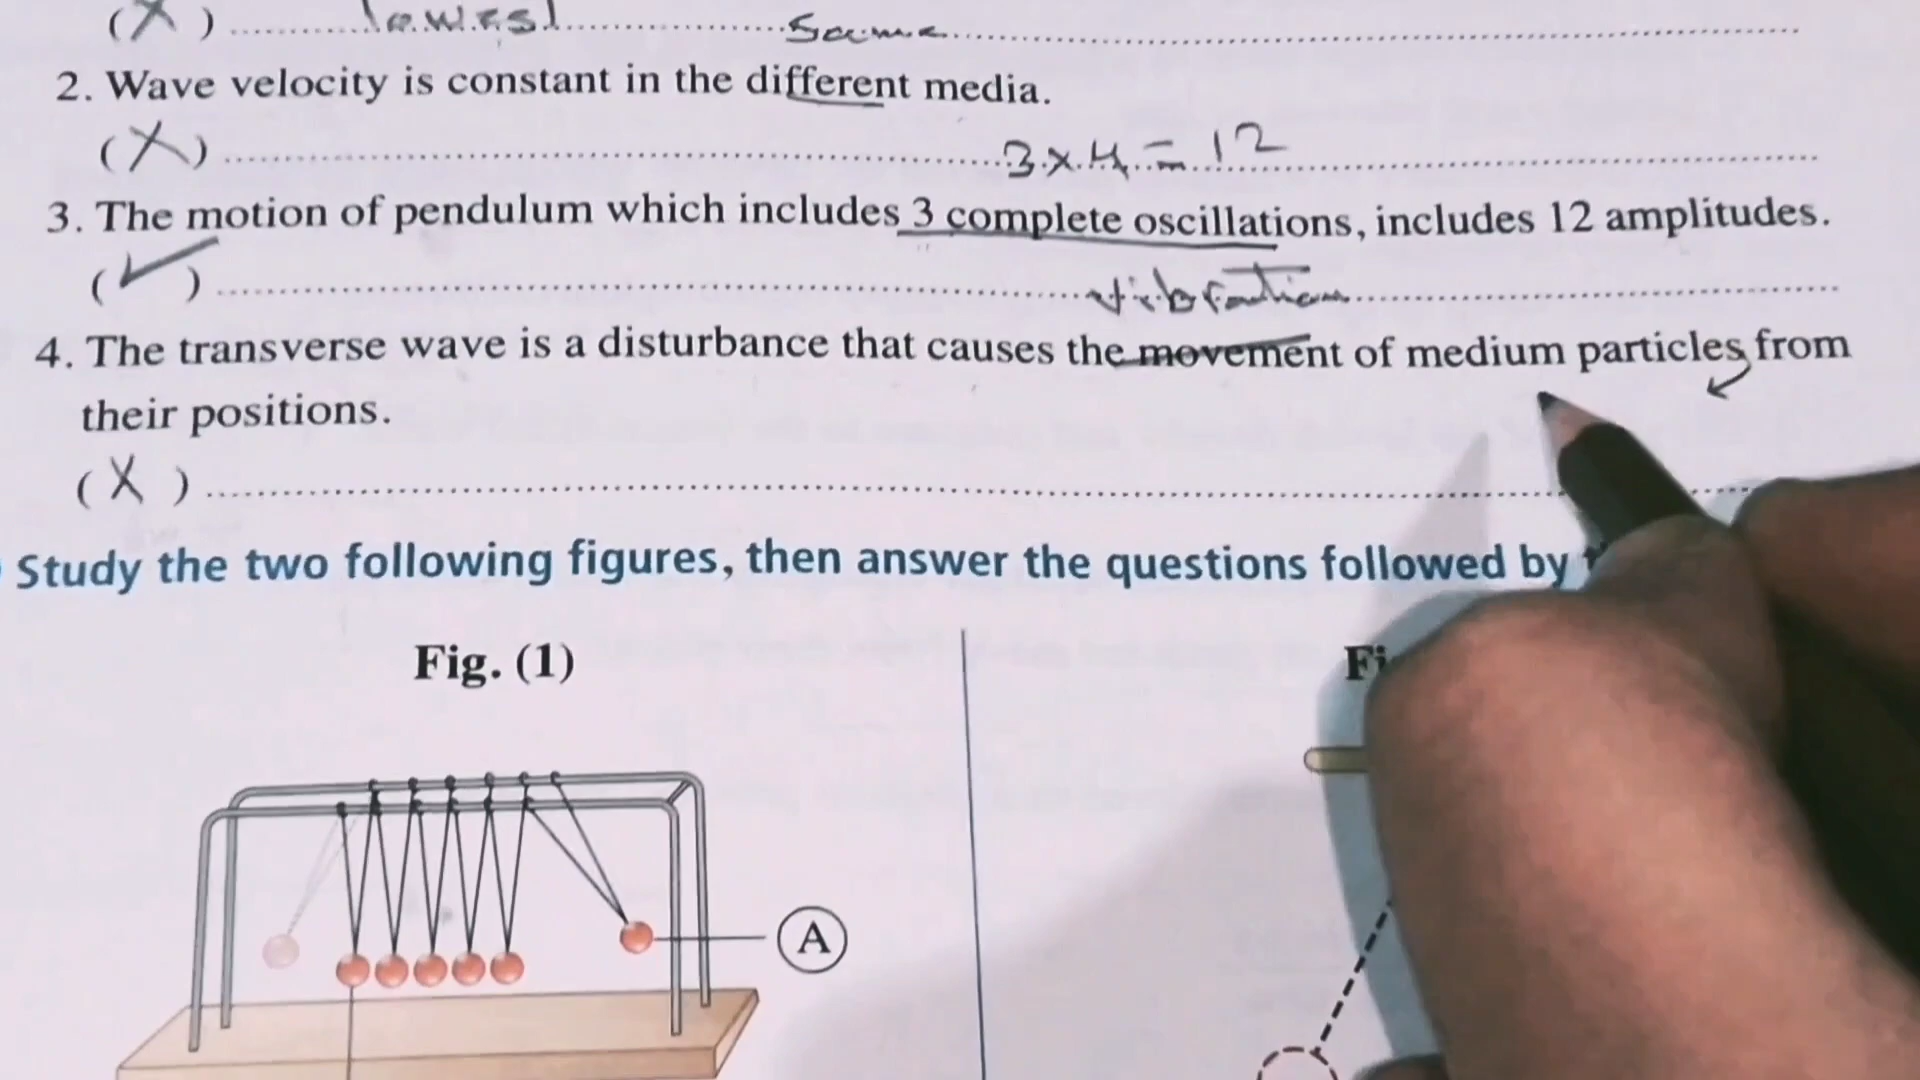 (X) lowest same
2. Wave velocity is constant in the different media.
(X) 3 x 4 = 12
3. The motion of pendulum which includes 3 complete oscillations, includes 12 amplitudes.
(✓) vibration
4. The transverse wave is a disturbance that causes the movement of medium particles from
their positions.
(X)
Study the two following figures, then answer the questions followed by
Fig. (1)
A